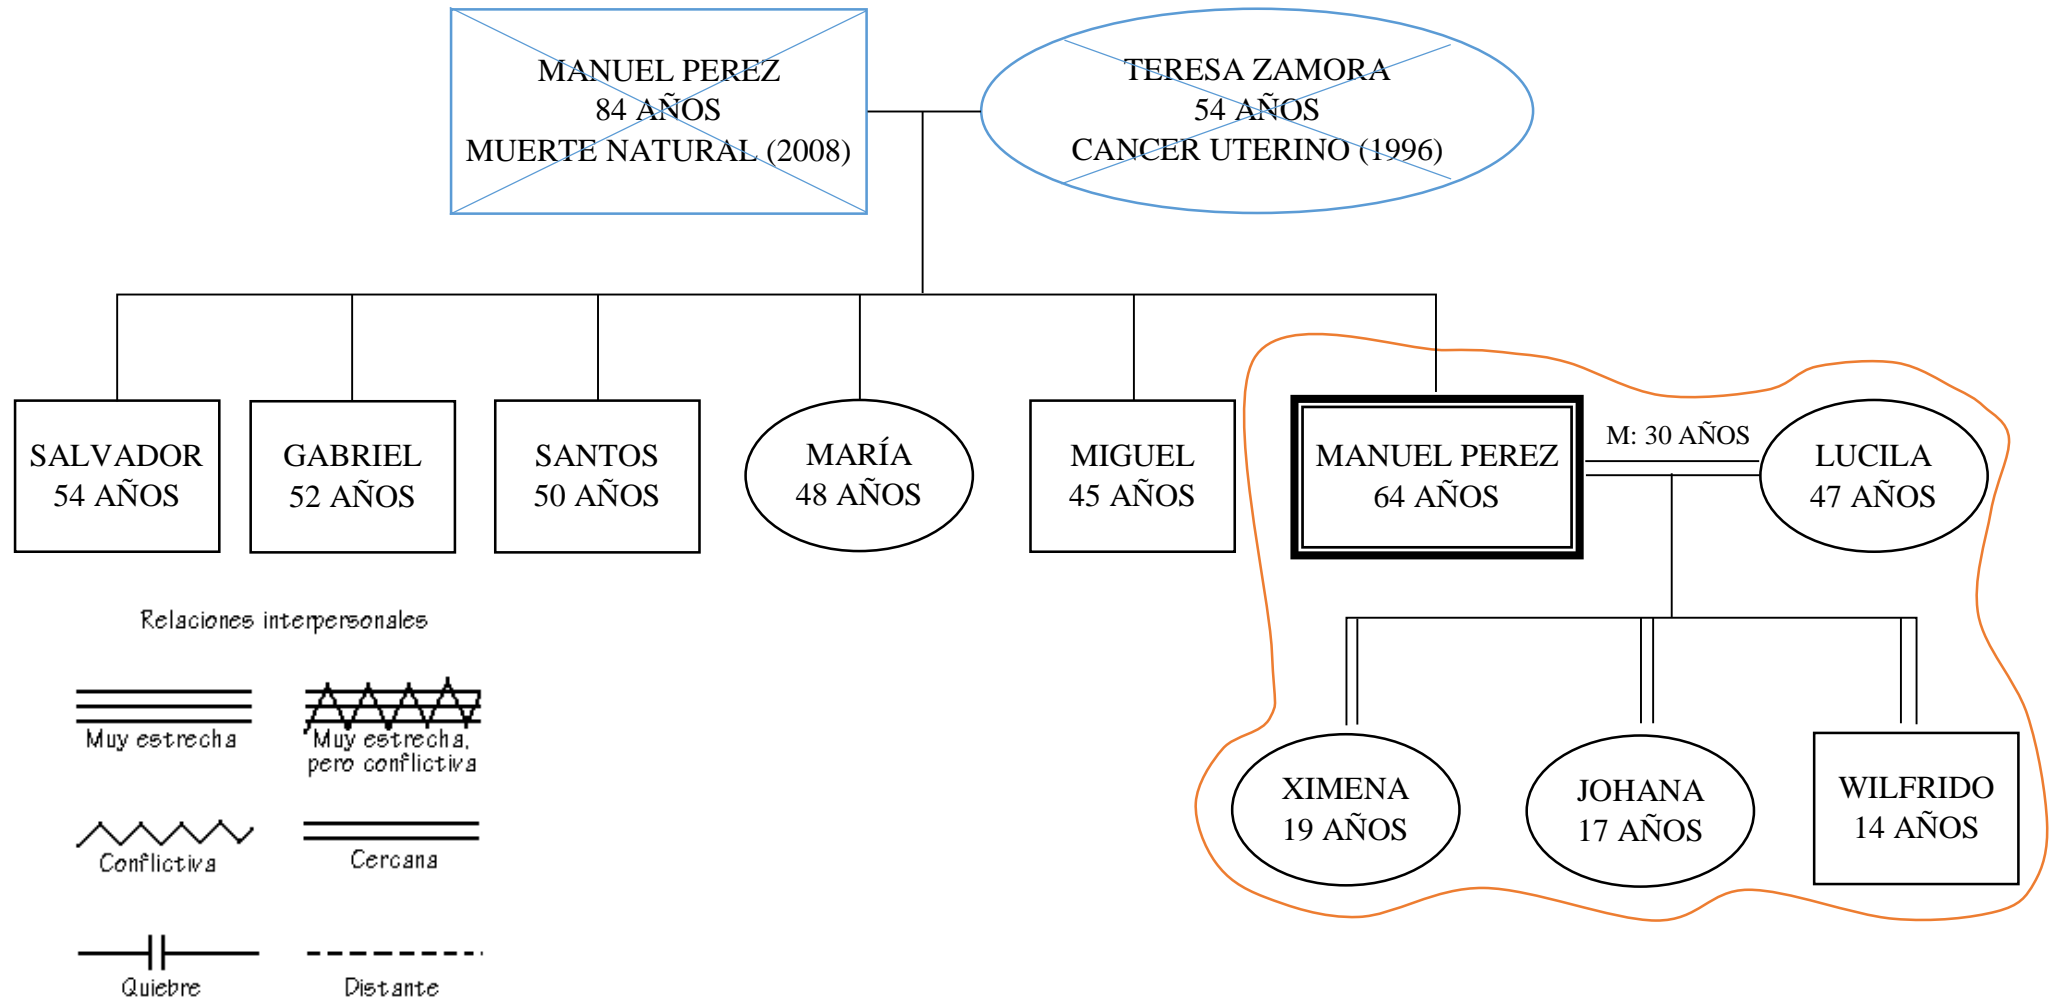 MANUEL PEREZ
84 AÑOS
MUERTE NATURAL (2008)
TERESA ZAMORA
54 AÑOS
CANCER UTERINO (1996)
SALVADOR
54 AÑOS
GABRIEL
52 AÑOS
SANTOS
50 AÑOS
MARÍA
48 AÑOS
MIGUEL
45 AÑOS
MANUEL PEREZ
64 AÑOS
M: 30 AÑOS
LUCILA
47 AÑOS
Relaciones interpersonales
Muy estrecha
Muy estrecha,
pero conflictiva
Conflictiva
Cercana
Quiebre
Distante
XIMENA
19 AÑOS
JOHANA
17 AÑOS
WILFRIDO
14 AÑOS